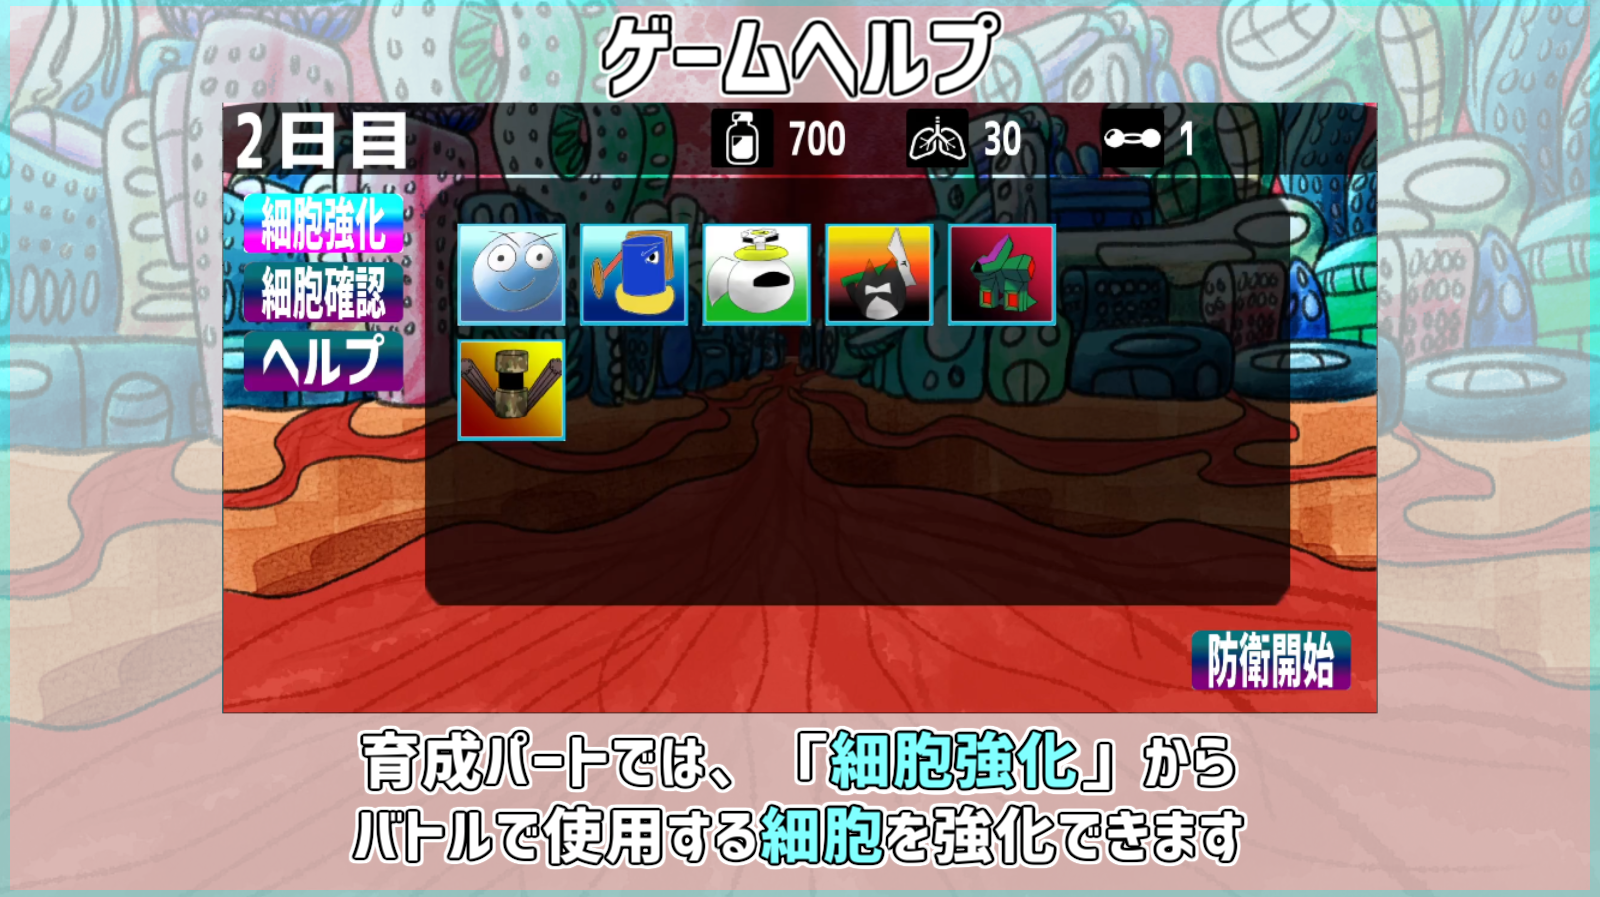 ゲームヘルプ
2日目
700
30
1
細胞強化
細胞確認
ヘルプ
防衛開始
育成パートでは、「細胞強化」から
バトルで使用する細胞を強化できます